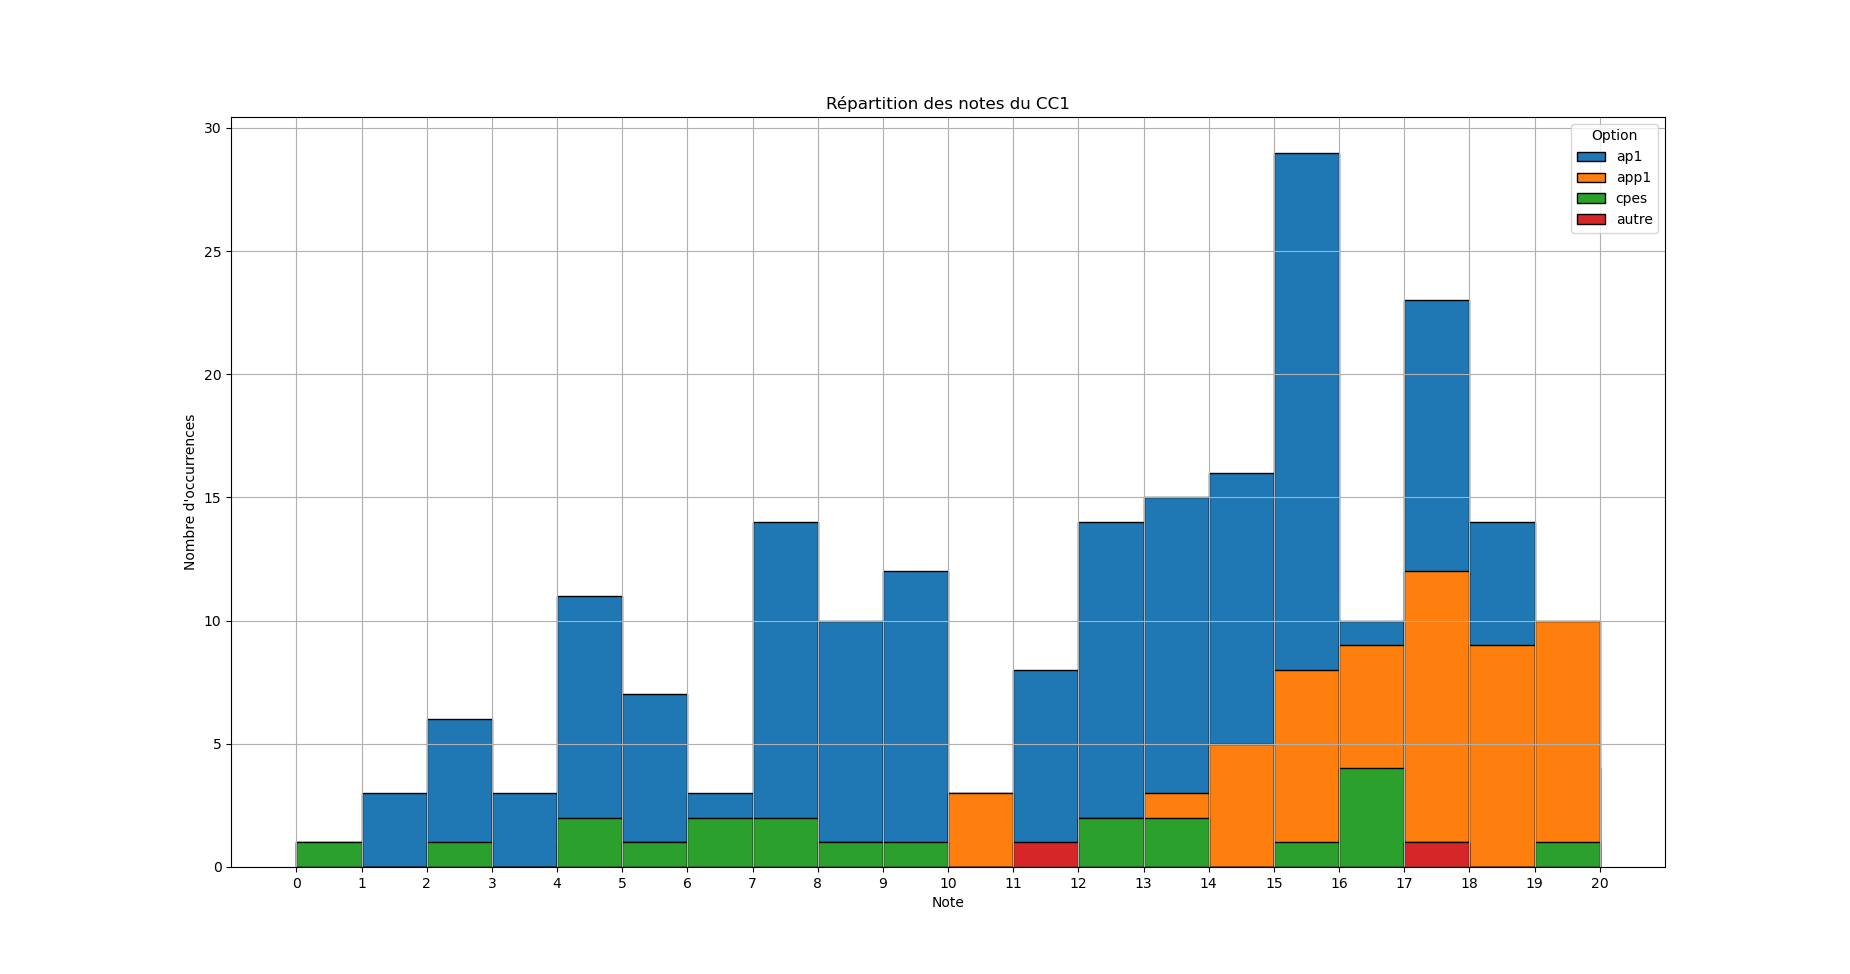 Répartition des notes du CC1
30
25
20
15
10
5
0
Nombre d'occurrences
Option
ap1
app1
cpes
autre
0 1 2 3 4 5 6 7 8 9 10 11 12 13 14 15 16 17 18 19 20
Note